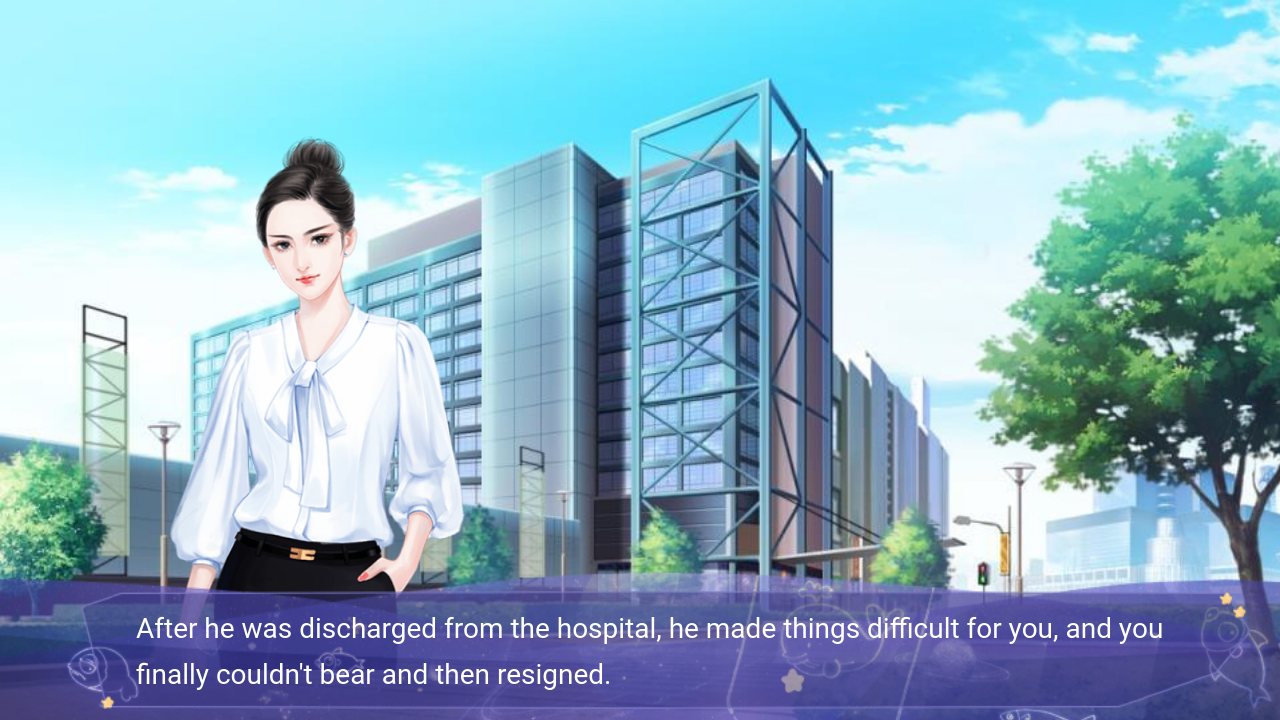 After he was discharged from the hospital, he made things difficult for you, and you
finally couldn't bear and then resigned.